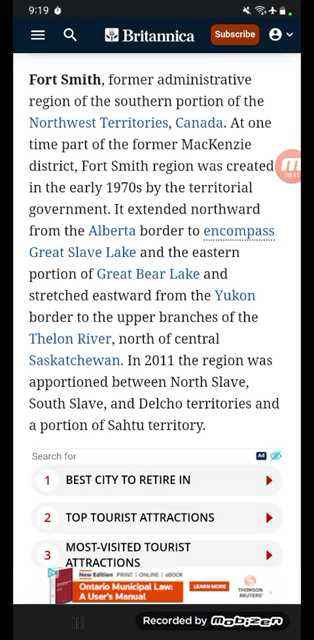 9:19
Britannica
Subscribe
Fort Smith, former administrative
region of the southern portion of the
Northwest Territories, Canada. At one
time part of the former MacKenzie
district, Fort Smith region was created
in the early 1970s by the territorial
government. It extended northward
from the Alberta border to encompass
Great Slave Lake and the eastern
portion of Great Bear Lake and
stretched eastward from the Yukon
border to the upper branches of the
Thelon River, north of central
Saskatchewan. In 2011 the region was
apportioned between North Slave,
South Slave, and Delcho territories and
a portion of Sahtu territory.
Search for
Ad
1 BEST CITY TO RETIRE IN
2 TOP TOURIST ATTRACTIONS
3 MOST-VISITED TOURIST
ATTRACTIONS
New Edition PRINT | ONLINE | eBOOK
Ontario Municipal Law:
A User's Manual
LEARN MORE
THOMSON
REUTERS
Recorded by Mobizen